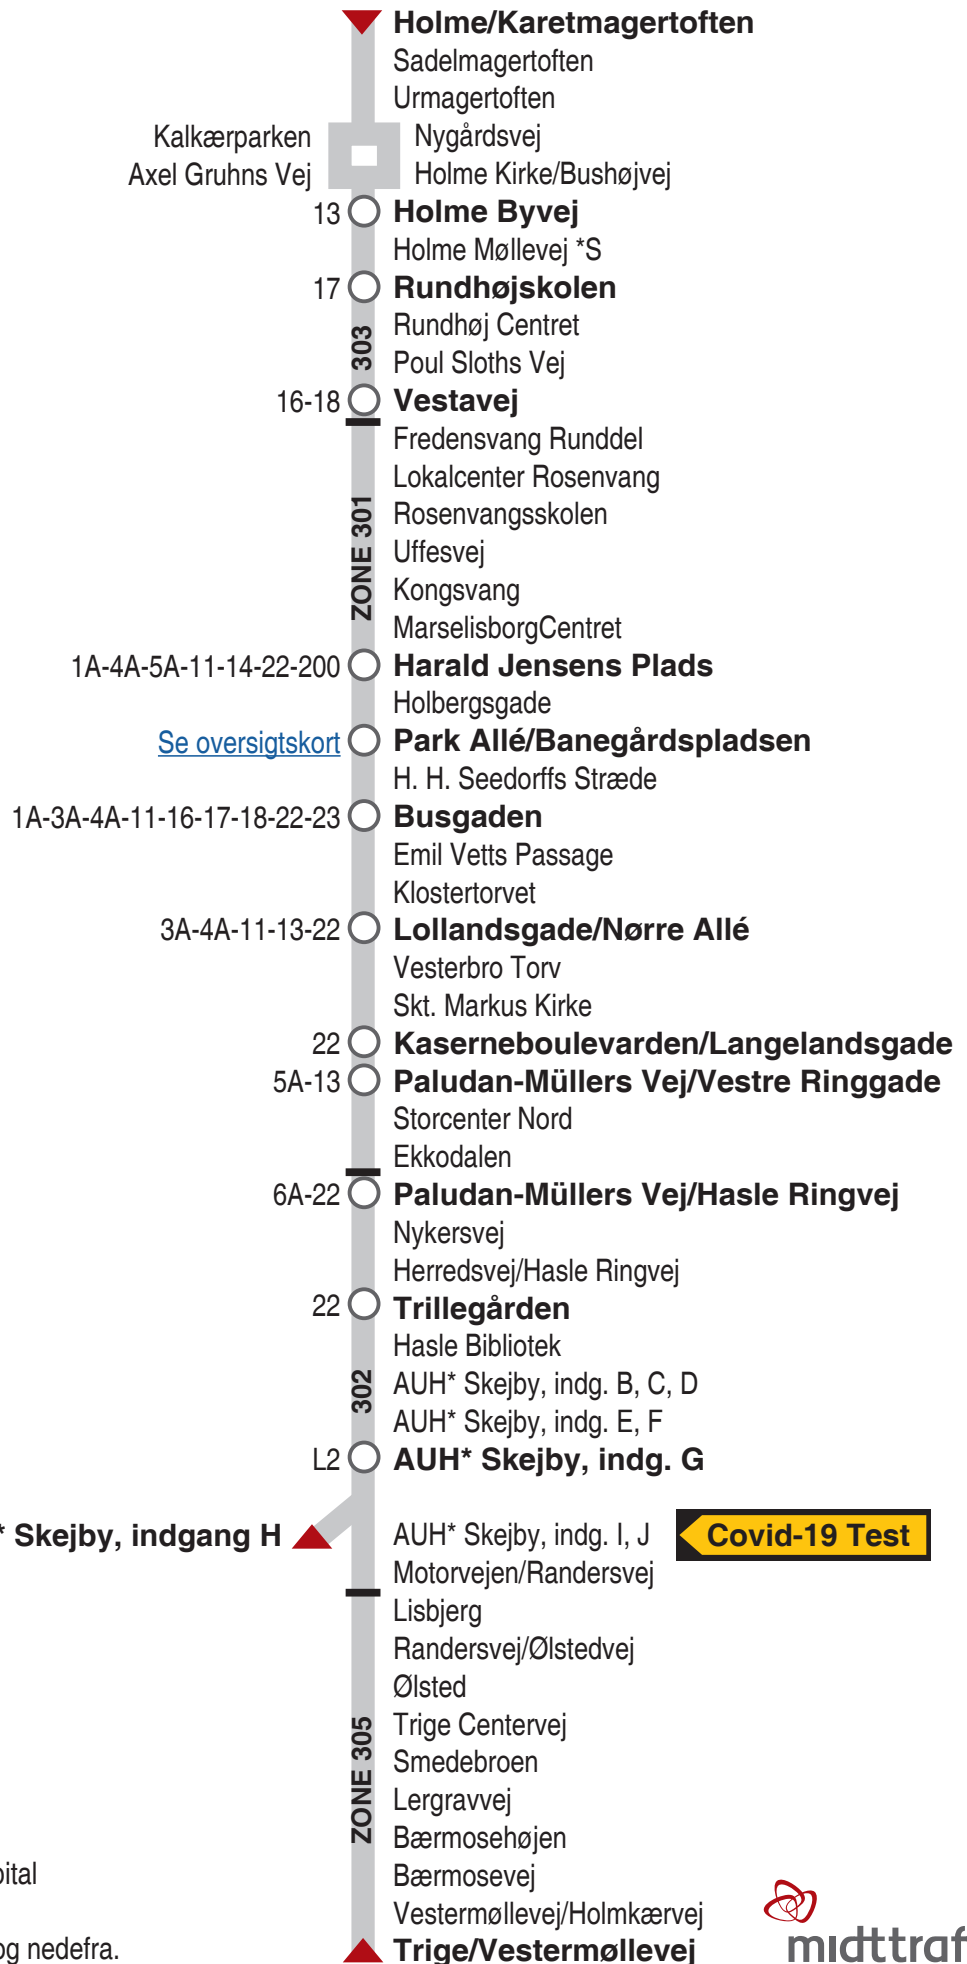 Holme/Karetmagertoften
Sadelmagertoften
Urmagertoften
Kalkærparken Nygårdsvej
Axel Gruhns Vej Holme Kirke/Bushøjvej
13 Holme Byvej
Holme Møllevej *S
17 Rundhøjskolen
Rundhøj Centret
303
Poul Sloths Vej
16-18 Vestavej
Fredensvang Runddel
Lokalcenter Rosenvang
Rosenvangsskolen
ZONE 301
Uffesvej
Kongsvang
MarselisborgCentret
1A-4A-5A-11-14-22-200 Harald Jensens Plads
Holbergsgade
Se oversigtskort Park Allé/Banegårdspladsen
H. H. Seedorffs Stræde
1A-3A-4A-11-16-17-18-22-23 Busgaden
Emil Vetts Passage
Klostertorvet
3A-4A-11-13-22 Lollandsgade/Nørre Allé
Vesterbro Torv
Skt. Markus Kirke
22 Kaserneboulevarden/Langelandsgade
5A-13 Paludan-Müllers Vej/Vestre Ringgade
Storcenter Nord
Ekkodalen
6A-22 Paludan-Müllers Vej/Hasle Ringvej
Nykersvej
Herredsvej/Hasle Ringvej
22 Trillegården
Hasle Bibliotek
302
AUH* Skejby, indg. B, C, D
AUH* Skejby, indg. E, F
L2 AUH* Skejby, indg. G
* Skejby, indgang H AUH* Skejby, indg. I, J Covid-19 Test
Motorvejen/Randersvej
Lisbjerg
Randersvej/Ølstedvej
Ølsted
Trige Centervej
ZONE 305
Smedebroen
Lergravvej
Bærmosehøjen
pital Bærmosevej
Vestermøllevej/Holmkærvej
og nedefra. Trige/Vestermøllevej
midttraf